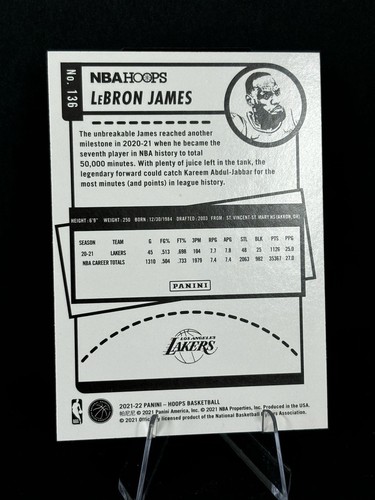 No. 136
NBA HOOPS
LeBRON JAMES
The unbreakable James reached another
milestone in 2020-21 when he became the
seventh player in NBA history to total
50,000 minutes. With plenty of juice left in the tank, the
legendary forward could catch Kareem Abdul-Jabbar for the
most minutes (and points) in league history.
HEIGHT: 6'9" WEIGHT: 250 BORN: 12/30/1984 DRAFTED: 2003 FROM: ST. VINCENT-ST. MARY HS (AKRON, OH)
SEASON TEAM G FG% FT% 3PM RPG APG STL BLK PTS PPG
20-21 LAKERS 45 .513 .698 104 7.7 7.8 48 25 1126 25.0
NBA CAREER TOTALS 1310 .504 .733 1979 7.4 7.4 2063 982 35367 27.0
PANINI
LOS ANGELES
LAKERS
2021-22 PANINI – HOOPS BASKETBALL
帕尼尼 © 2021 Panini America, Inc. © 2021 NBA Properties, Inc. Produced in the USA.
© 2021 licensed product of the National Basketball Association.